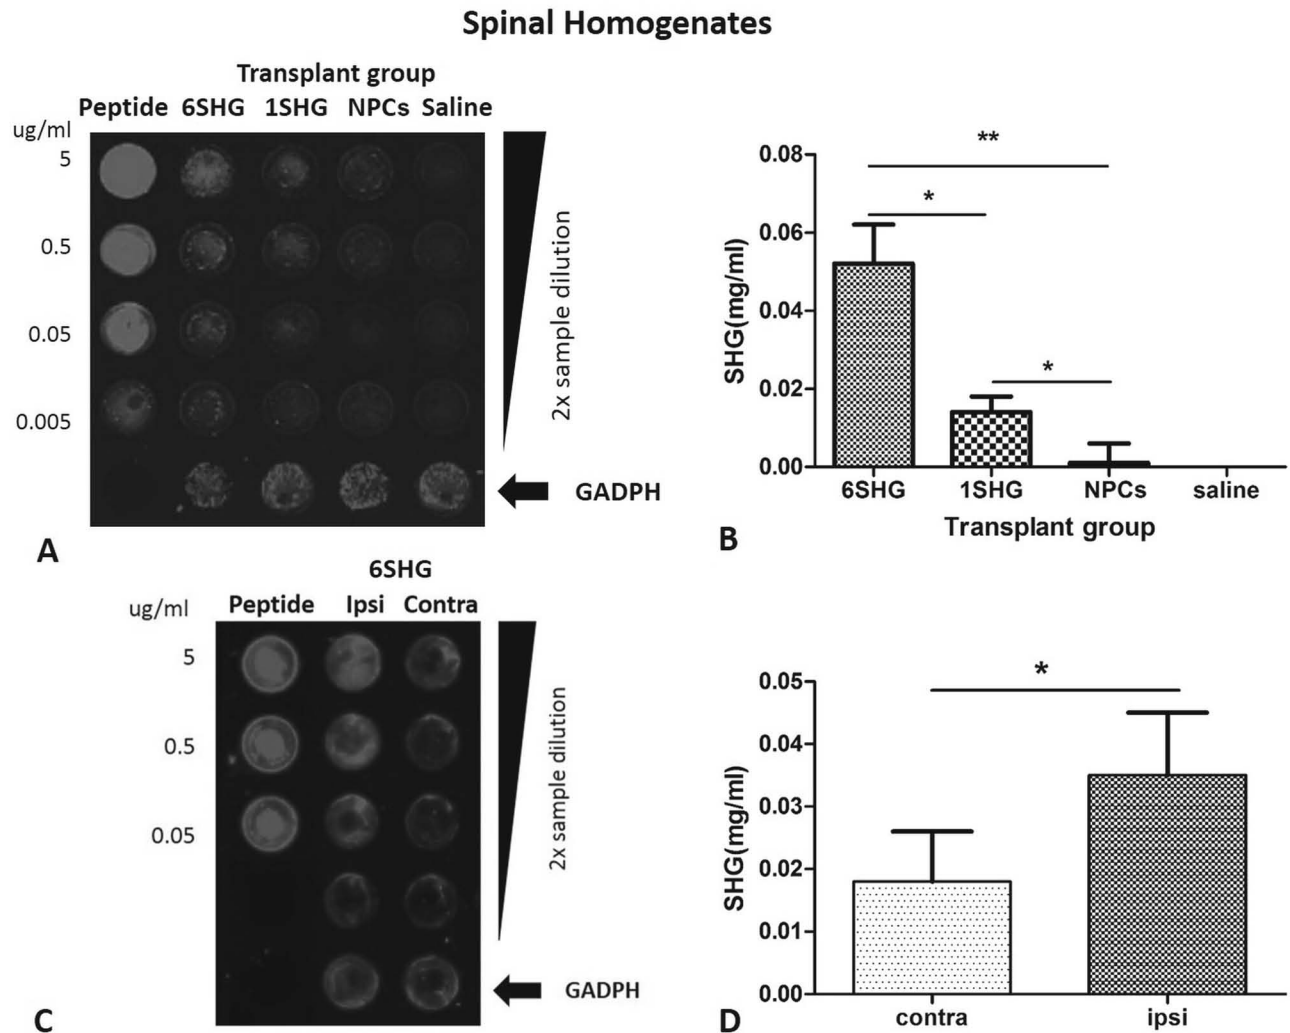 Spinal Homogenates
A
Transplant group
Peptide 6SHG 1SHG NPCs Saline
ug/ml
5
0.5
0.05
0.005
2x sample dilution
GADPH
A
**
*
*
0.08
0.06
0.04
0.02
0.00
SHG(mg/ml)
6SHG 1SHG NPCs saline
Transplant group
B
6SHG
ug/ml Peptide Ipsi Contra
5
0.5
0.05
2x sample dilution
GADPH
C
*
0.05
0.04
0.03
0.02
0.01
0.00
SHG(mg/ml)
contra ipsi
D